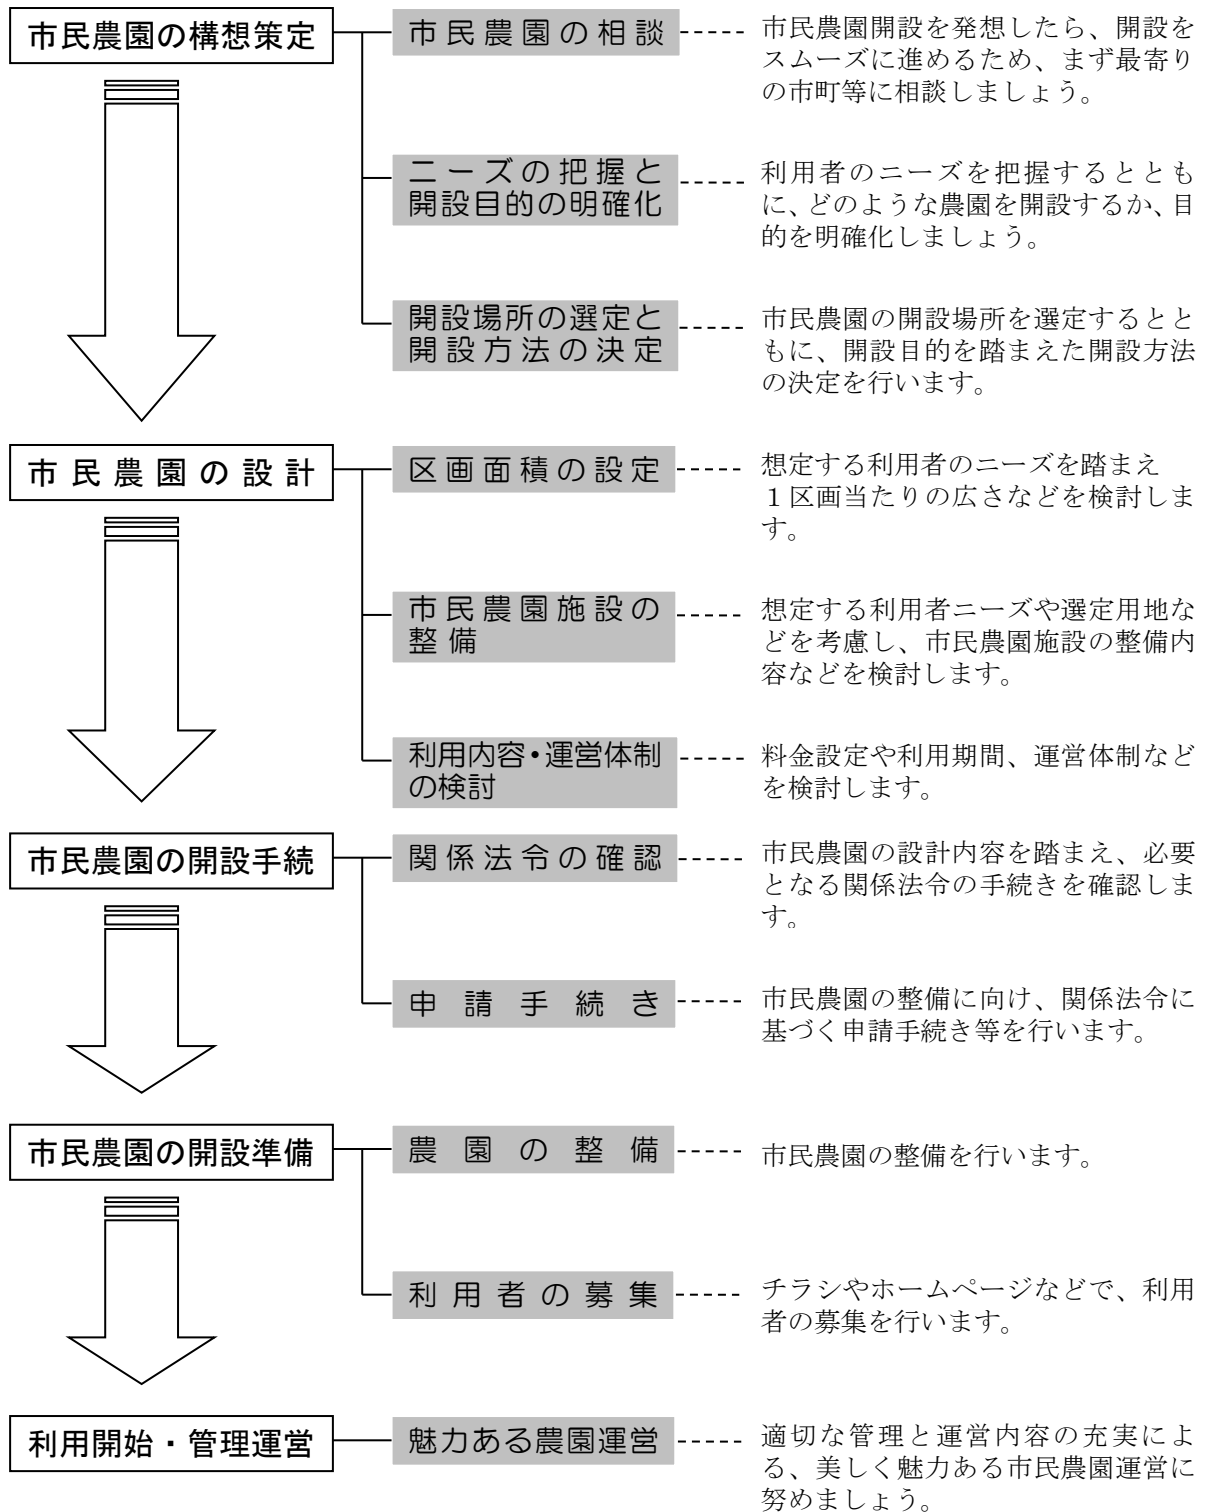 市民農園の構想策定
市民農園の相談
市民農園開設を発想したら、開設を
スムーズに進めるため、まず最寄り
の市町等に相談しましょう。
ニーズの把握と
開設目的の明確化
利用者のニーズを把握するととも
に、どのような農園を開設するか、目
的を明確化しましょう。
開設場所の選定と
開設方法の決定
市民農園の開設場所を選定するとと
もに、開設目的を踏まえた開設方法
の決定を行います。
市民農園の設計
区画面積の設定
想定する利用者のニーズを踏まえ
１区画当たりの広さなどを検討しま
す。
市民農園施設の
整備
想定する利用者ニーズや選定用地な
どを考慮し、市民農園施設の整備内
容などを検討します。
利用内容・運営体制
の検討
料金設定や利用期間、運営体制など
を検討します。
市民農園の開設手続
関係法令の確認
市民農園の設計内容を踏まえ、必要
となる関係法令の手続きを確認しま
す。
申請手続き
市民農園の整備に向け、関係法令に
基づく申請手続き等を行います。
市民農園の開設準備
農園の整備
市民農園の整備を行います。
利用者の募集
チラシやホームページなどで、利用
者の募集を行います。
利用開始・管理運営
魅力ある農園運営
適切な管理と運営内容の充実によ
る、美しく魅力ある市民農園運営に
努めましょう。